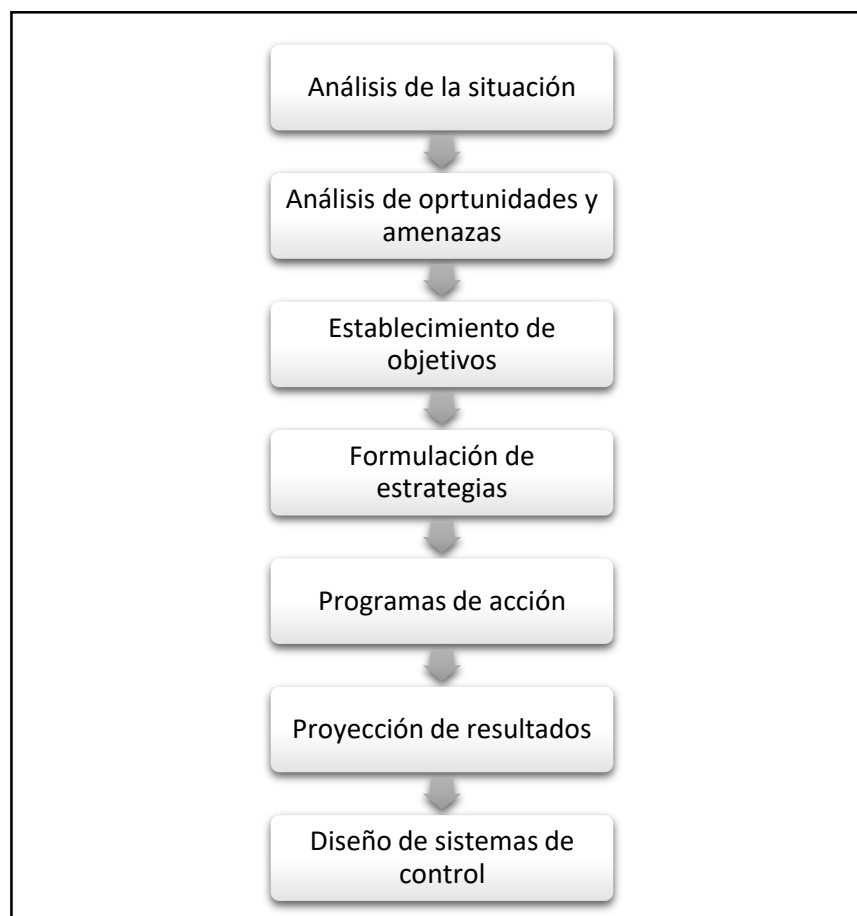 Análisis de la situación
Análisis de oprtunidades y
amenazas
Establecimiento de
objetivos
Formulación de
estrategias
Programas de acción
Proyección de resultados
Diseño de sistemas de
control